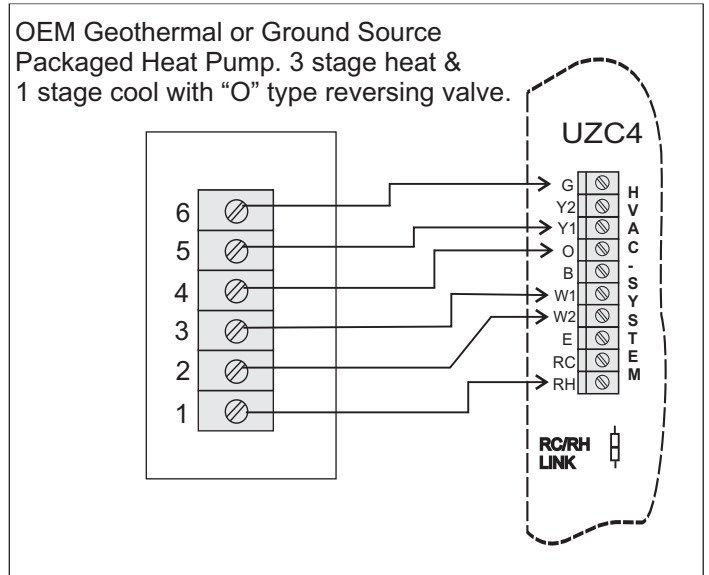 OEM Geothermal or Ground Source
Packaged Heat Pump. 3 stage heat &
1 stage cool with “O” type reversing valve.
UZC4
6
5
4
3
2
1
G
Y2
Y1
O
B
W1
W2
E
RC
RH
HVAC-SYSTEM
RC/RH
LINK